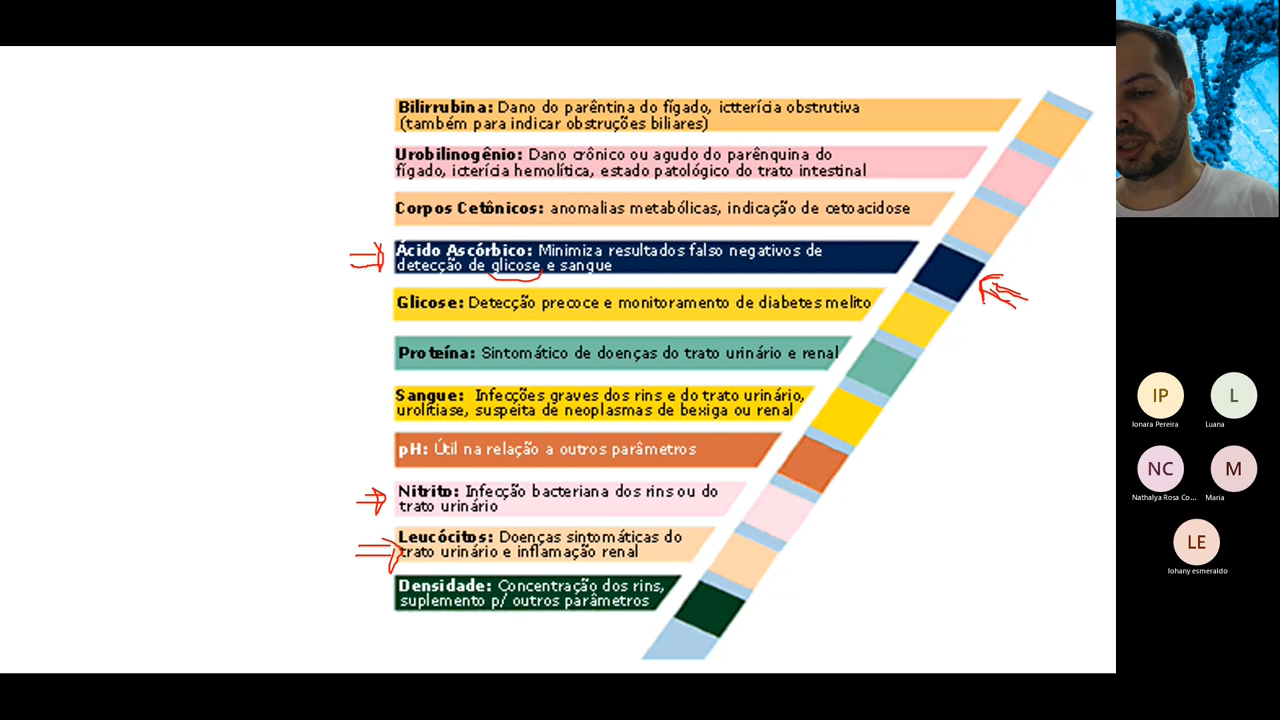 Bilirrubina: Dano do parêntina do fígado, ictterícia obstrutiva
(também para indicar obstruções biliares)
Urobilinogênio: Dano crônico ou agudo do parênquina do
fígado, icterícia hemolítica, estado patológico do trato intestinal
Corpos Cetônicos: anomalias metabólicas, indicação de cetoacidose
Ácido Ascórbico: Minimiza resultados falso negativos de
detecção de glicose e sangue
Glicose: Detecção precoce e monitoramento de diabetes melito
Proteína: Sintomático de doenças do trato urinário e renal
Sangue: Infecções graves dos rins e do trato urinário,
urolitíase, suspeita de neoplasmas de bexiga ou renal
pH: Útil na relação a outros parâmetros
Nitrito: Infecção bacteriana dos rins ou do
trato urinário
Leucócitos: Doenças sintomáticas do
trato urinário e inflamação renal
Densidade: Concentração dos rins,
suplemento p/ outros parâmetros
IP
Ionara Pereira
L
Luana
NC
Nathalya Rosa Co...
M
Maria
LE
lohany esmeraldo